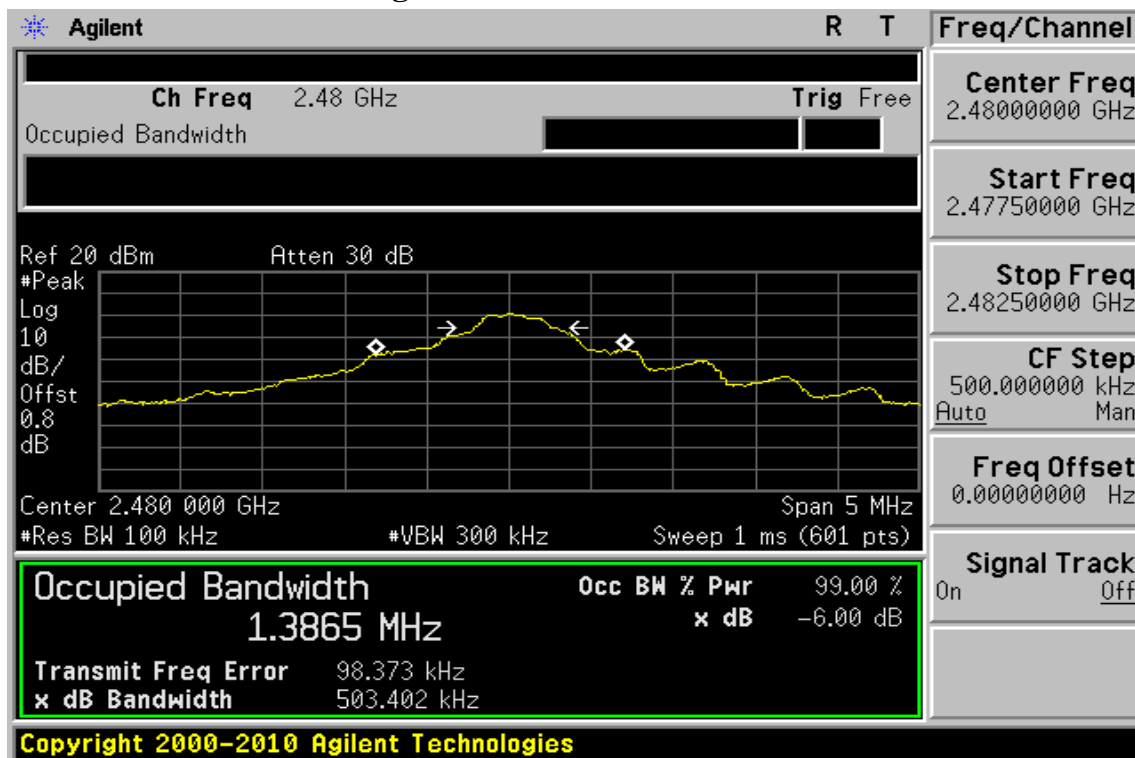 Agilent R T
Freq/Channel
Ch Freq 2.48 GHz Trig Free
Occupied Bandwidth
Center Freq
2.48000000 GHz
Start Freq
2.47750000 GHz
Stop Freq
2.48250000 GHz
CF Step
500.000000 kHz
Auto Man
Freq Offset
0.00000000 Hz
Signal Track
On Off
Ref 20 dBm Atten 30 dB
#Peak
Log
10
dB/
Offst
0.8
dB
Center 2.480 000 GHz Span 5 MHz
#Res BW 100 kHz #VBW 300 kHz Sweep 1 ms (601 pts)
Occupied Bandwidth
1.3865 MHz
Occ BW % Pwr 99.00 %
x dB -6.00 dB
Transmit Freq Error 98.373 kHz
x dB Bandwidth 503.402 kHz
Copyright 2000-2010 Agilent Technologies